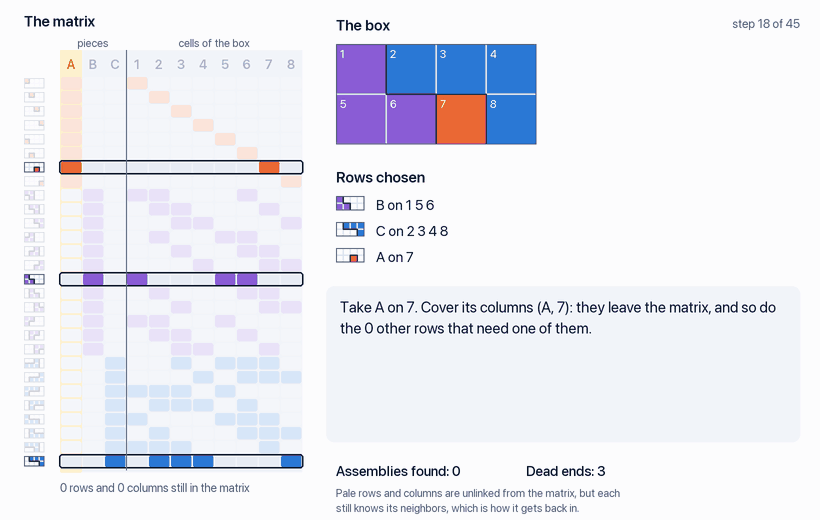 The matrix
pieces cells of the box
A B C 1 2 3 4 5 6 7 8
0 rows and 0 columns still in the matrix
The box
step 18 of 45
1 2 3 4
5 6 7 8
Rows chosen
B on 1 5 6
C on 2 3 4 8
A on 7
Take A on 7. Cover its columns (A, 7): they leave the matrix, and so do
the 0 other rows that need one of them.
Assemblies found: 0 Dead ends: 3
Pale rows and columns are unlinked from the matrix, but each
still knows its neighbors, which is how it gets back in.